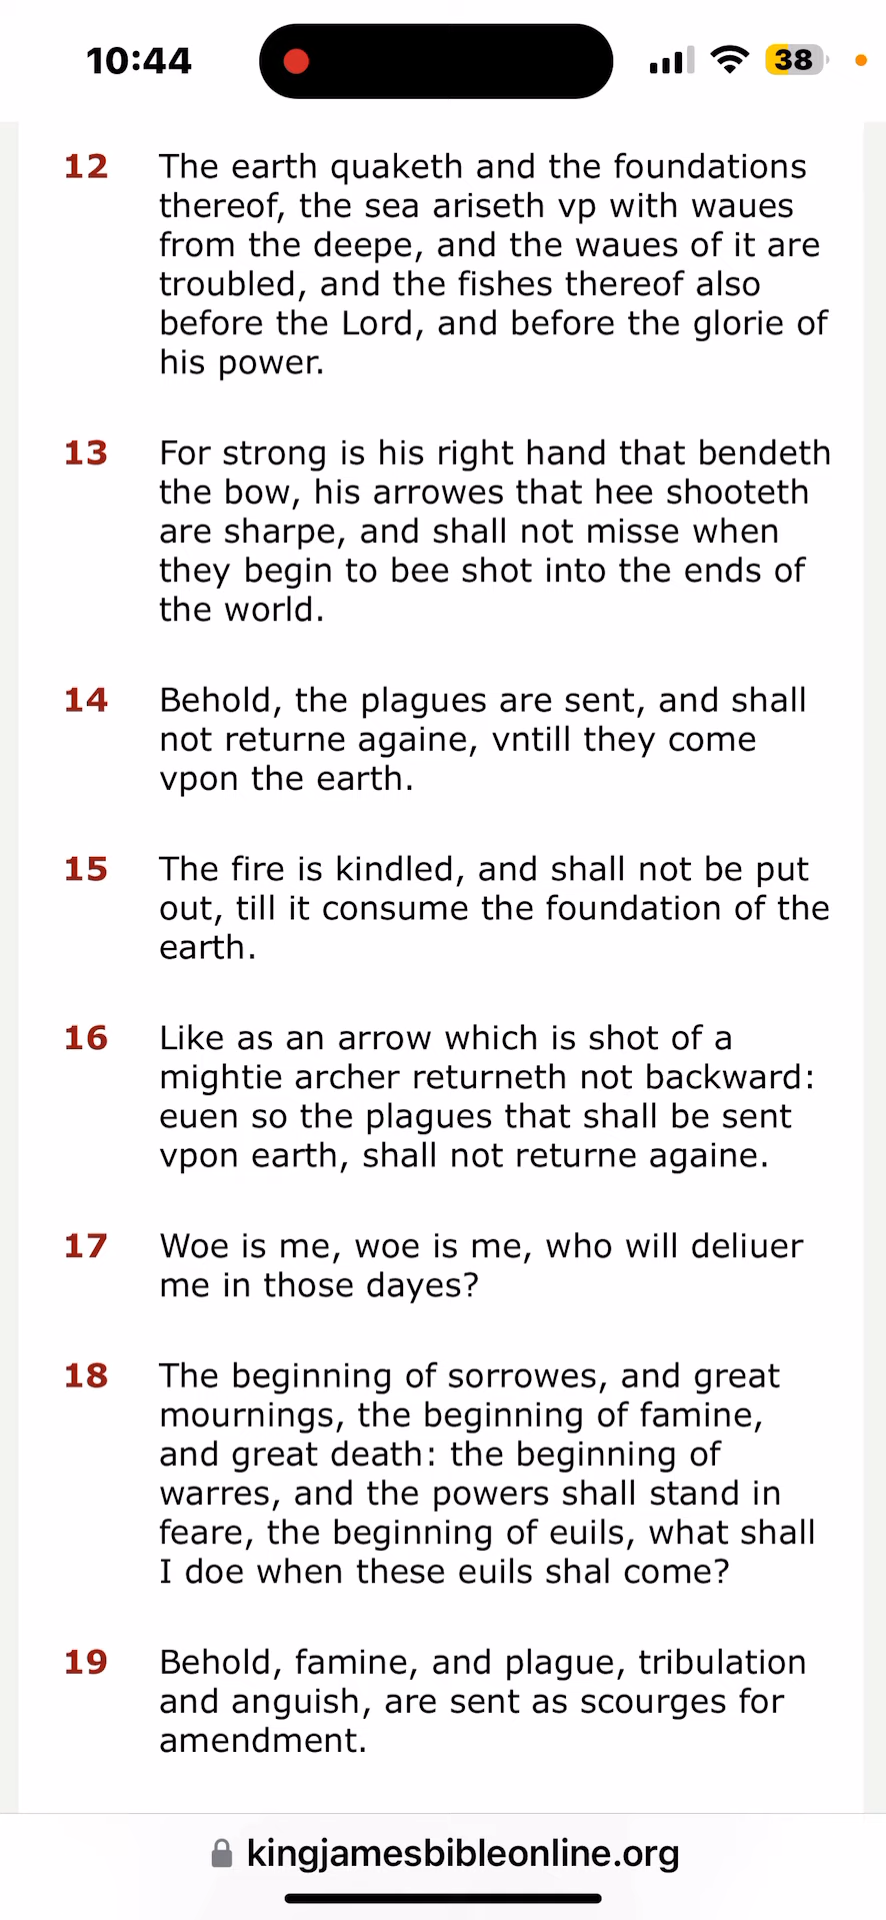 10:44
38
12 The earth quaketh and the foundations
thereof, the sea ariseth vp with waues
from the deepe, and the waues of it are
troubled, and the fishes thereof also
before the Lord, and before the glorie of
his power.
13 For strong is his right hand that bendeth
the bow, his arrowes that hee shooteth
are sharpe, and shall not misse when
they begin to bee shot into the ends of
the world.
14 Behold, the plagues are sent, and shall
not returne againe, vntill they come
vpon the earth.
15 The fire is kindled, and shall not be put
out, till it consume the foundation of the
earth.
16 Like as an arrow which is shot of a
mightie archer returneth not backward:
euen so the plagues that shall be sent
vpon earth, shall not returne againe.
17 Woe is me, woe is me, who will deliuer
me in those dayes?
18 The beginning of sorrowes, and great
mournings, the beginning of famine,
and great death: the beginning of
warres, and the powers shall stand in
feare, the beginning of euils, what shall
I doe when these euils shal come?
19 Behold, famine, and plague, tribulation
and anguish, are sent as scourges for
amendment.
kingjamesbibleonline.org